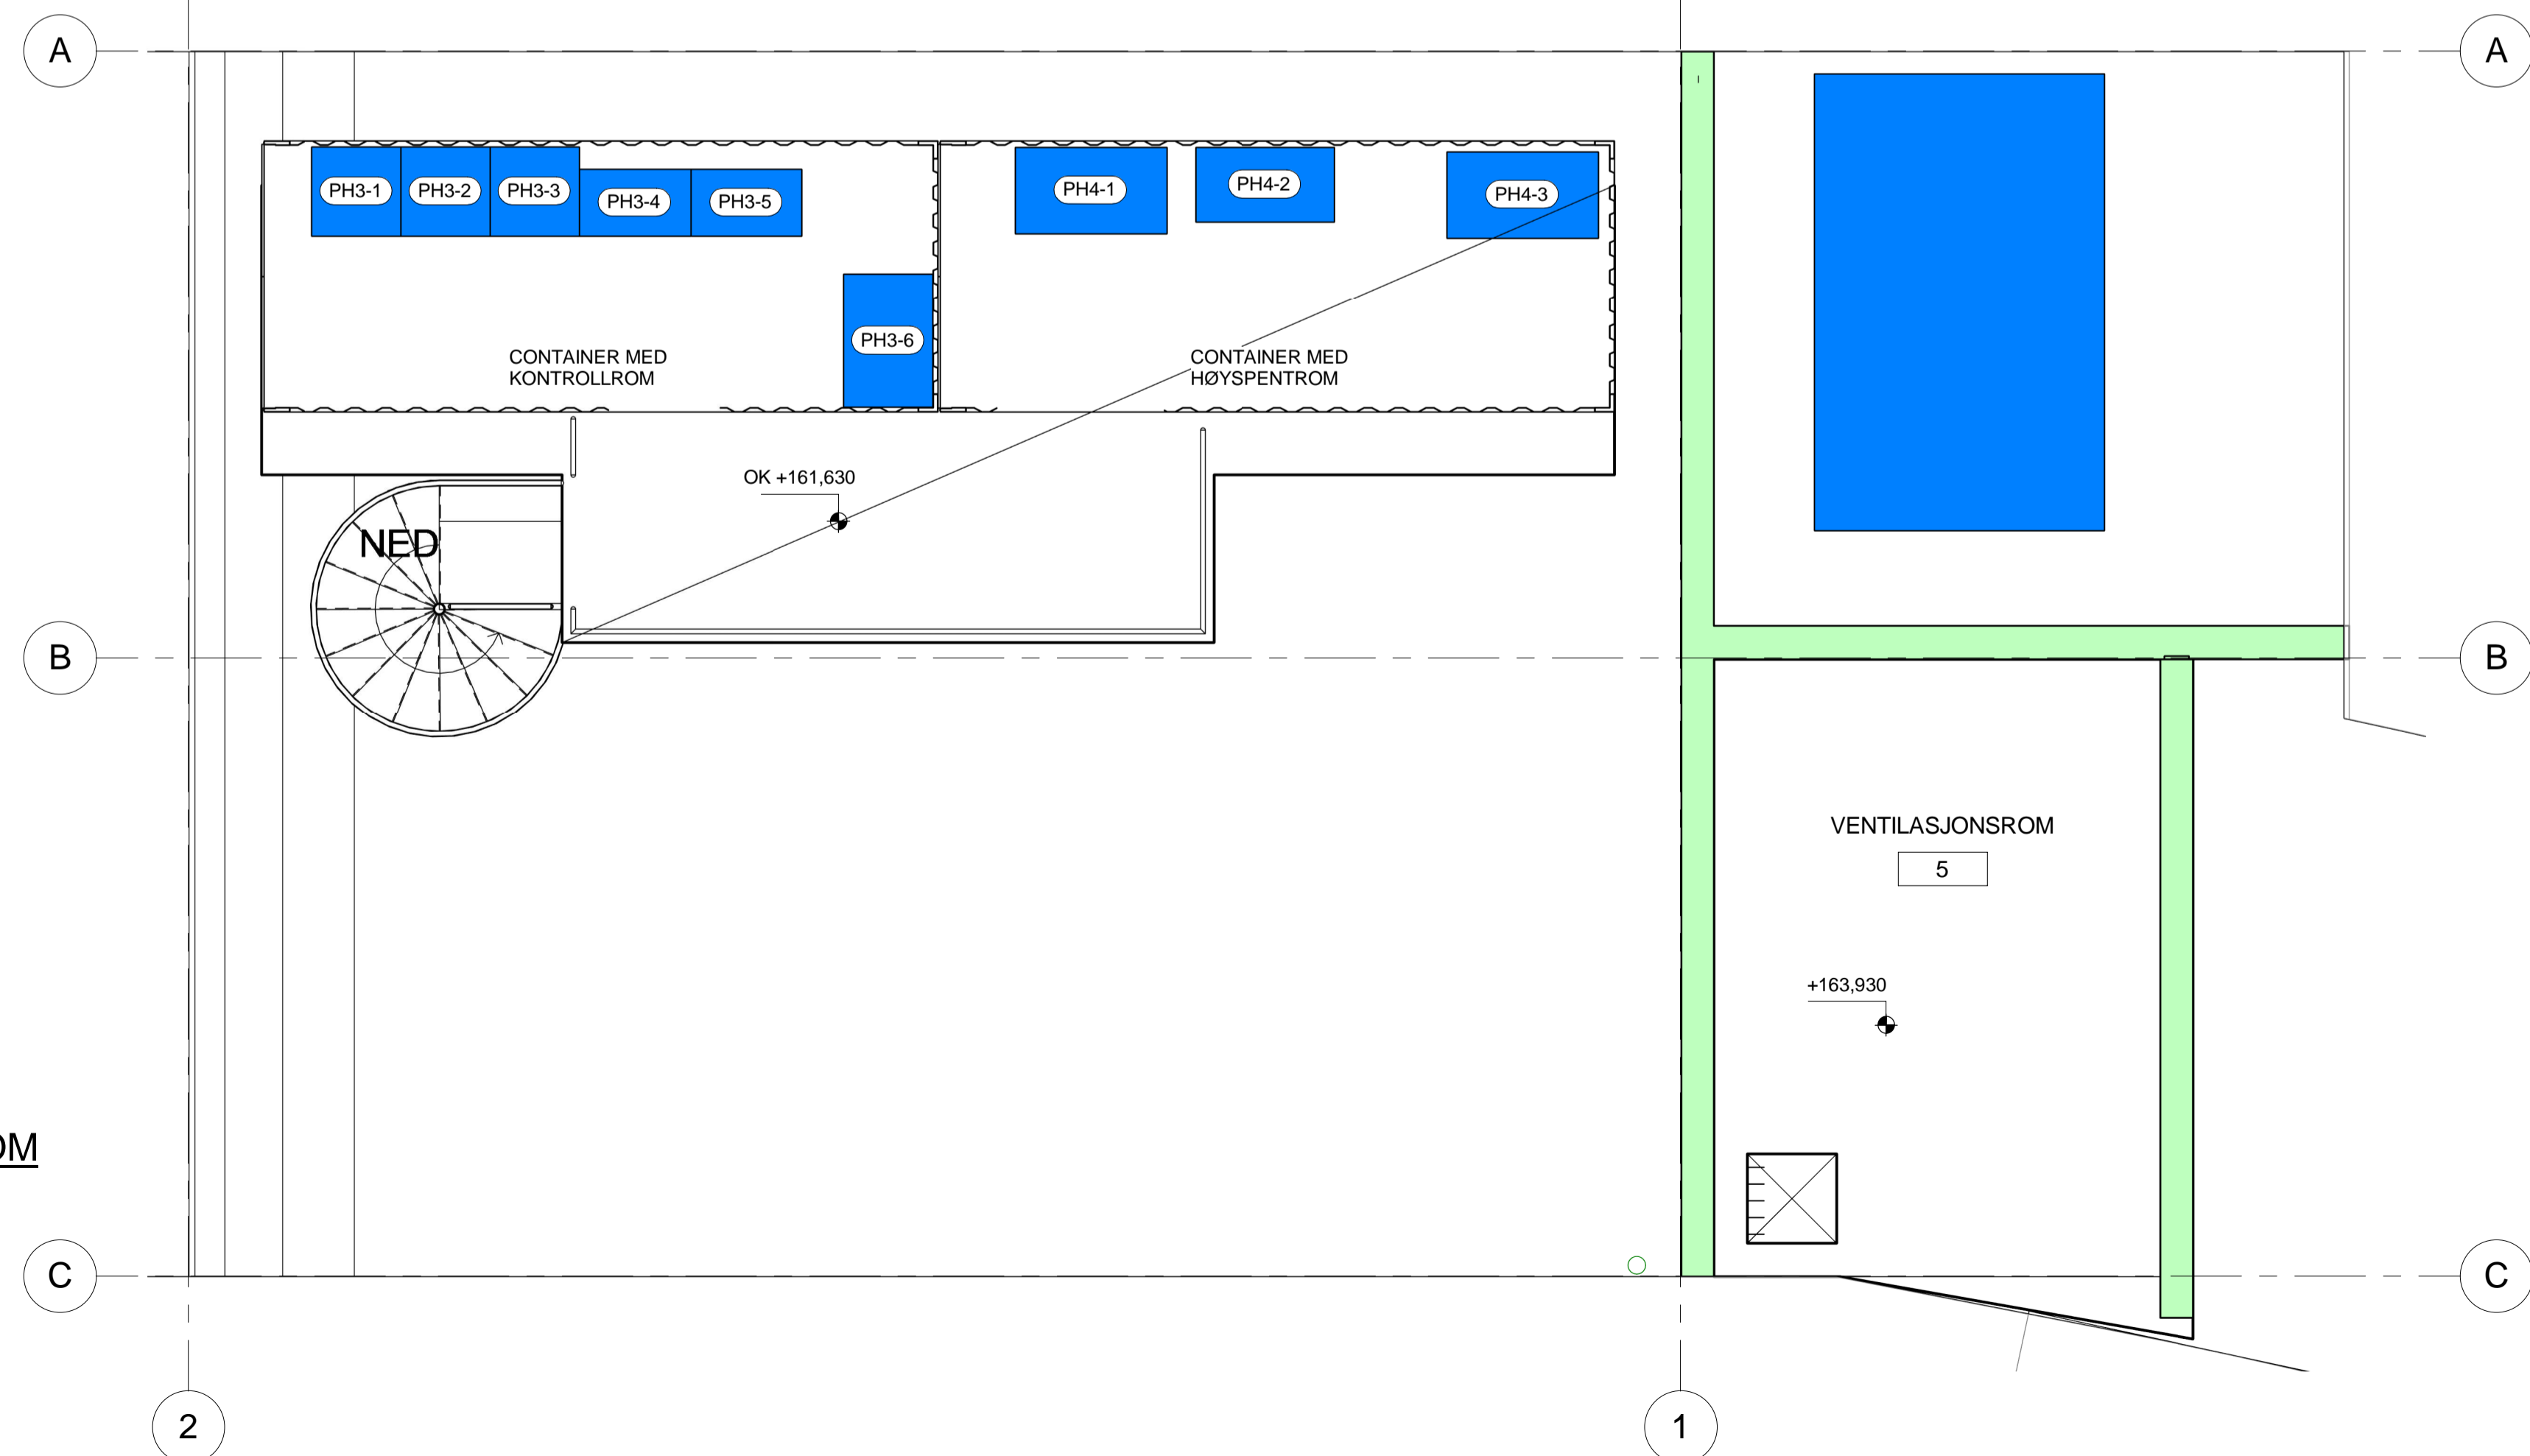 A
A
PH3-1
PH3-2
PH3-3
PH3-4
PH3-5
PH4-1
PH4-2
PH4-3
PH3-6
CONTAINER MED
KONTROLLROM
CONTAINER MED
HØYSPENTROM
OK +161,630
NED
B
B
VENTILASJONSROM
5
+163,930
OM
C
C
2
1